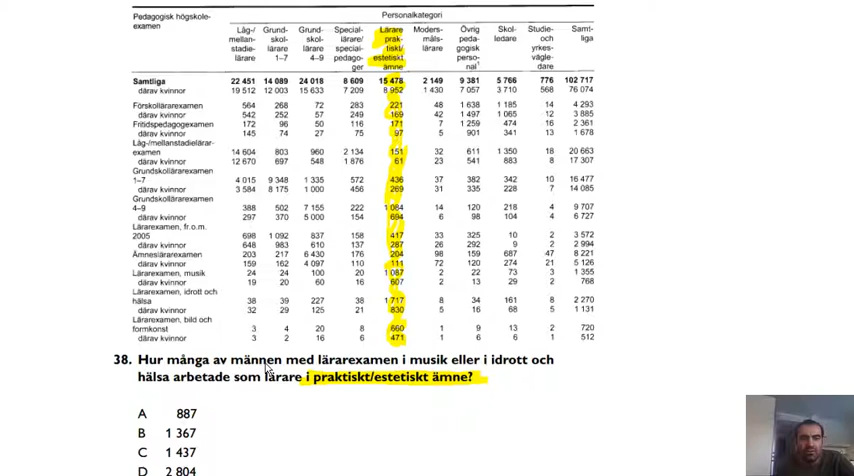 Pedagogisk högskole- Personalkategori
examen Låg-/ Grund- Grund- Special- Lärare Moders- Övrig Skol- Studie- Samt-
mellan- skol- skol- lärare/ prak- måls- peda- ledare och liga
stadie- lärare lärare special- tiskt/ lärare gogisk yrkes-
lärare 1–7 4–9 pedago- estetiskt perso- vägle-
ger ämne nal¹ dare
Samtliga 22 451 14 089 24 018 8 609 15 478 2 149 9 381 5 766 776 102 717
därav kvinnor 19 512 12 003 15 633 7 209 8 952 1 430 7 057 3 710 568 76 074
Förskollärarexamen 564 268 72 283 221 48 1 638 1 185 14 4 293
därav kvinnor 542 252 57 249 169 42 1 497 1 065 12 3 885
Fritidspedagogexamen 172 96 50 116 171 7 1 259 474 16 2 361
därav kvinnor 145 74 27 75 97 5 901 341 13 1 678
Låg-/mellanstadielärar-
examen 14 604 803 960 2 134 151 32 611 1 350 18 20 663
därav kvinnor 12 670 697 548 1 876 61 23 541 883 8 17 307
Grundskollärarexamen
1–7 4 015 9 348 1 335 572 436 37 382 342 10 16 477
därav kvinnor 3 584 8 175 1 000 456 269 31 335 228 7 14 085
Grundskollärarexamen
4–9 388 502 7 155 222 1 084 14 120 218 4 9 707
därav kvinnor 297 370 5 000 154 694 6 98 104 4 6 727
Lärarexamen, fr.o.m.
2005 698 1 092 837 158 417 33 325 10 2 3 572
därav kvinnor 648 983 610 137 287 26 292 9 2 2 994
Ämneslärarexamen 203 217 6 430 176 204 98 159 687 47 8 221
därav kvinnor 159 162 4 097 110 111 72 120 274 21 5 126
Lärarexamen, musik 24 24 100 20 1 087 2 22 73 3 1 355
därav kvinnor 19 20 60 16 607 2 13 29 2 768
Lärarexamen, idrott och
hälsa 38 39 227 38 1 717 8 34 161 8 2 270
därav kvinnor 32 29 125 21 830 5 16 68 5 1 131
Lärarexamen, bild och
formkonst 3 4 20 8 660 1 9 13 2 720
därav kvinnor 3 2 16 6 471 1 6 6 1 512
38. Hur många av männen med lärarexamen i musik eller i idrott och
hälsa arbetade som lärare i praktiskt/estetiskt ämne?
A 887
B 1 367
C 1 437
D 2 804